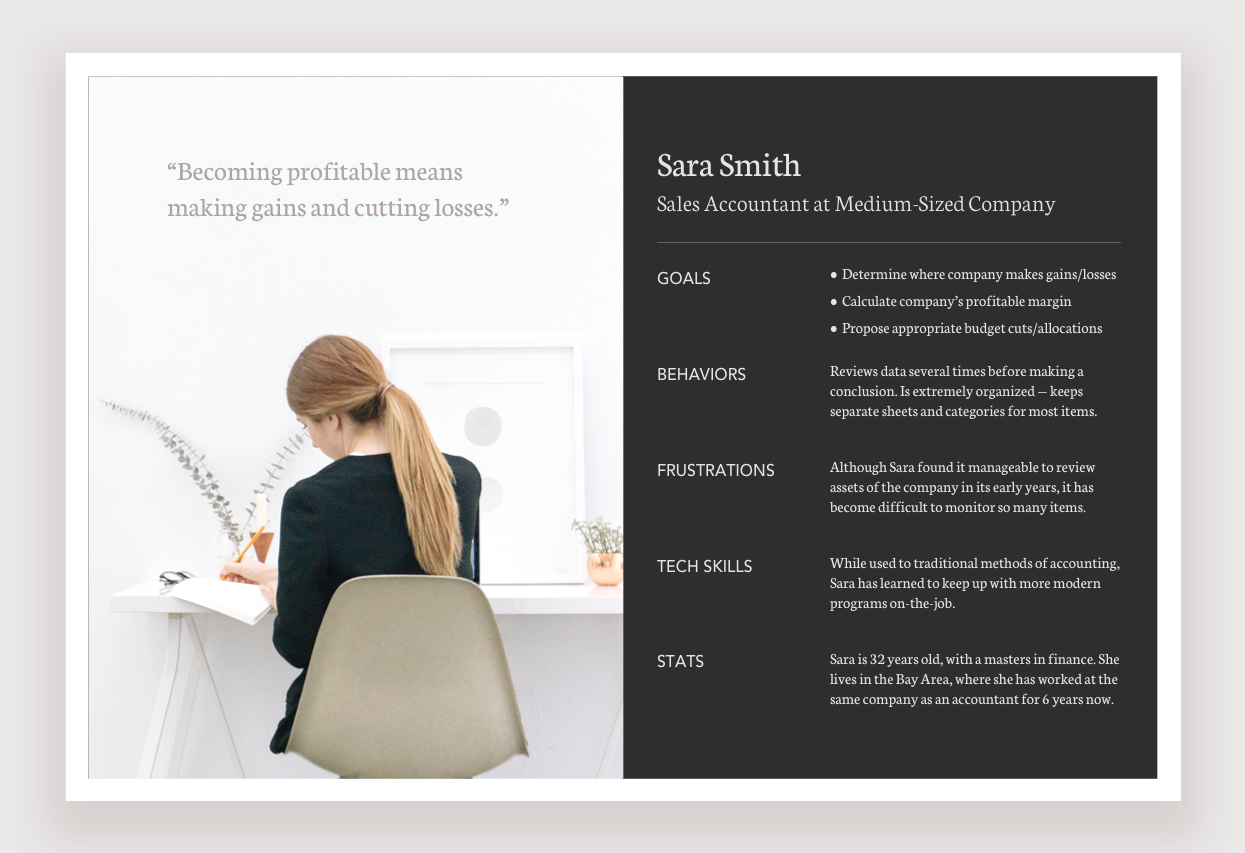 “Becoming profitable means
making gains and cutting losses.”
Sara Smith
Sales Accountant at Medium-Sized Company
GOALS
● Determine where company makes gains/losses
● Calculate company’s profitable margin
● Propose appropriate budget cuts/allocations
BEHAVIORS
Reviews data several times before making a
conclusion. Is extremely organized — keeps
separate sheets and categories for most items.
FRUSTRATIONS
Although Sara found it manageable to review
assets of the company in its early years, it has
become difficult to monitor so many items.
TECH SKILLS
While used to traditional methods of accounting,
Sara has learned to keep up with more modern
programs on-the-job.
STATS
Sara is 32 years old, with a masters in finance. She
lives in the Bay Area, where she has worked at the
same company as an accountant for 6 years now.